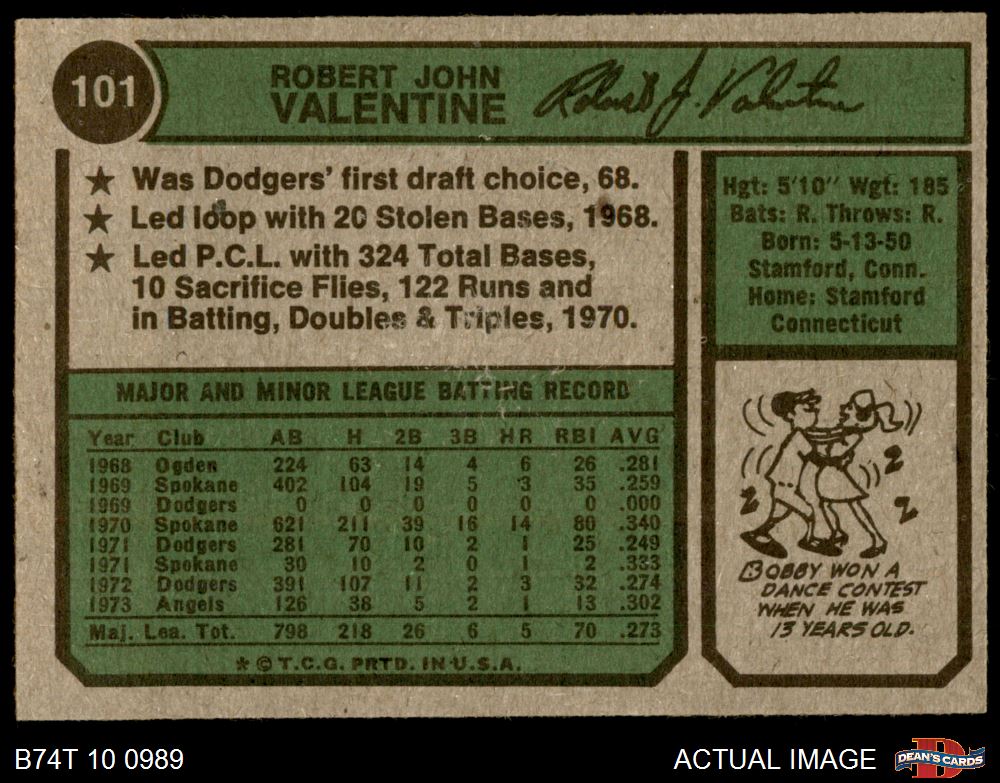 101
ROBERT JOHN
VALENTINE
Robert J. Valentine
★ Was Dodgers' first draft choice, 68.
★ Led loop with 20 Stolen Bases, 1968.
★ Led P.C.L. with 324 Total Bases,
10 Sacrifice Flies, 122 Runs and
in Batting, Doubles & Triples, 1970.
Hgt: 5'10" Wgt: 185
Bats: R. Throws: R.
Born: 5-13-50
Stamford, Conn.
Home: Stamford
Connecticut
MAJOR AND MINOR LEAGUE BATTING RECORD
Year Club AB H 2B 3B HR RBI AVG
1968 Ogden 224 63 14 4 6 26 .281
1969 Spokane 402 104 19 5 3 35 .259
1969 Dodgers 0 0 0 0 0 0 .000
1970 Spokane 621 211 39 16 14 80 .340
1971 Dodgers 281 70 10 2 1 25 .249
1971 Spokane 30 10 2 0 1 2 .333
1972 Dodgers 391 107 11 2 3 32 .274
1973 Angels 126 38 5 2 1 13 .302
Maj. Lea. Tot. 798 218 26 6 5 70 .273
* © T.C.G. PRTD. IN U.S.A.
BOBBY WON A
DANCE CONTEST
WHEN HE WAS
13 YEARS OLD.
B74T 10 0989
ACTUAL IMAGE
DEAN'S CARDS